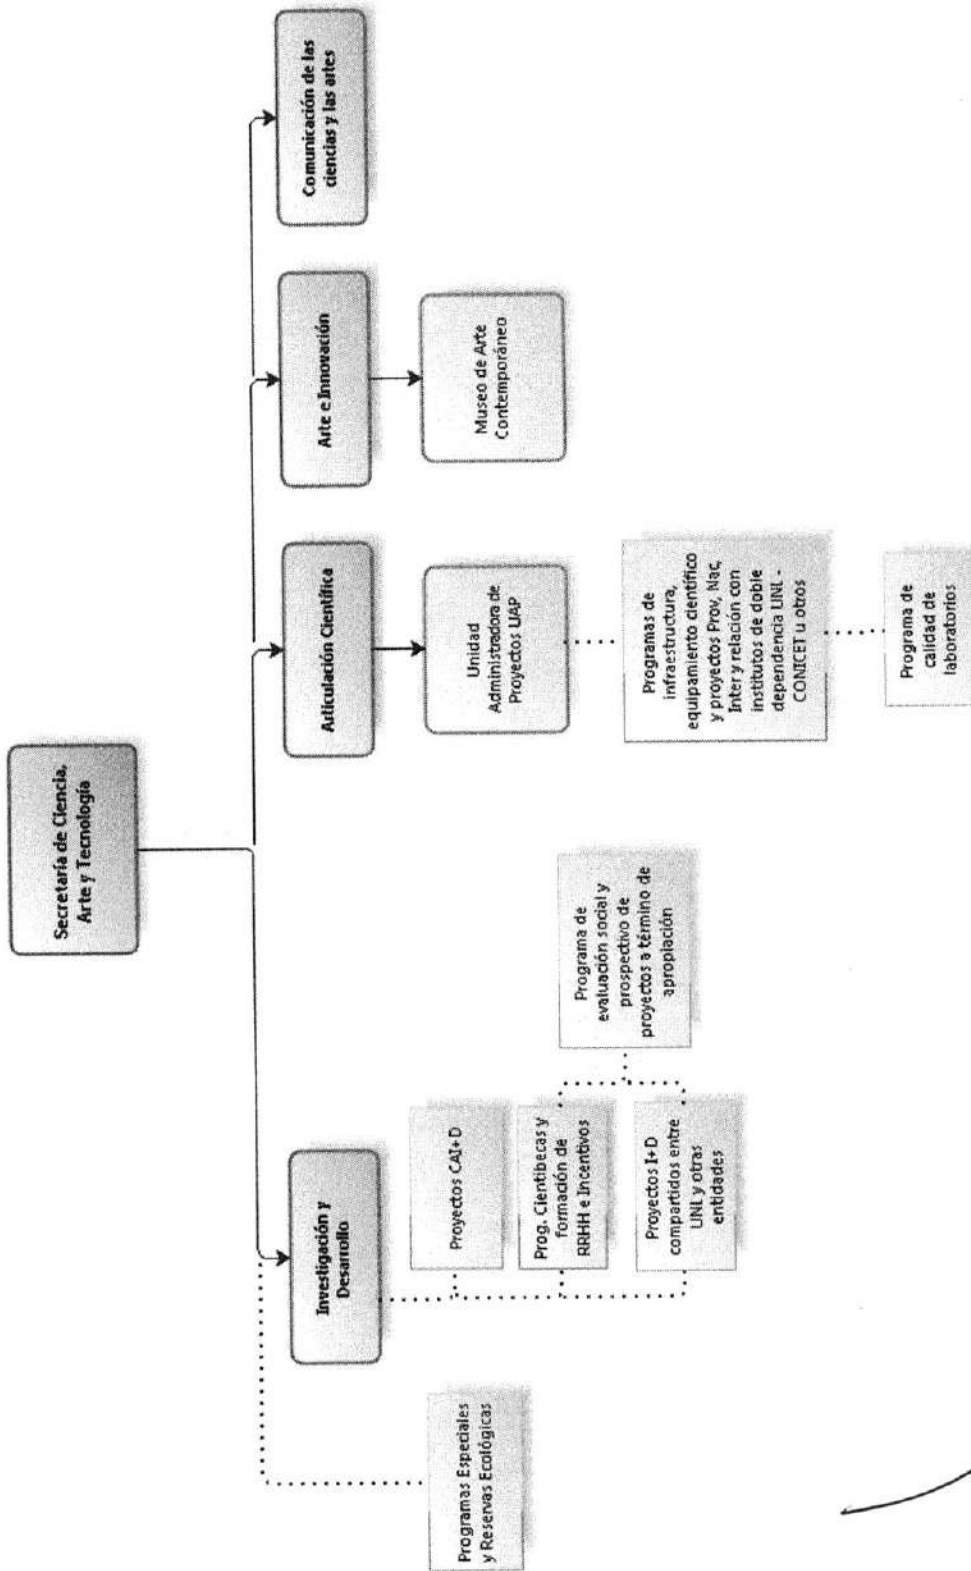 Secretaría de Ciencia,
Arte y Tecnología
Investigación y
Desarrollo
Articulación Científica
Arte e Innovación
Comunicación de las
ciencias y las artes
Programas Especiales
y Reservas Ecológicas
Proyectos CAI+D
Prog. Cientibecas y
formación de
RRHH e Incentivos
Proyectos I+D
compartidos entre
UNL y otras
entidades
Programa de
evaluación social y
prospectivo de
proyectos a término de
apropiación
Unidad
Administradora de
Proyectos UAP
Programas de
infraestructura,
equipamiento científico
y proyectos Prov, Nac,
Inter y relación con
institutos de doble
dependencia UNL -
CONICET u otros
Programa de
calidad de
laboratorios
Museo de Arte
Contemporáneo